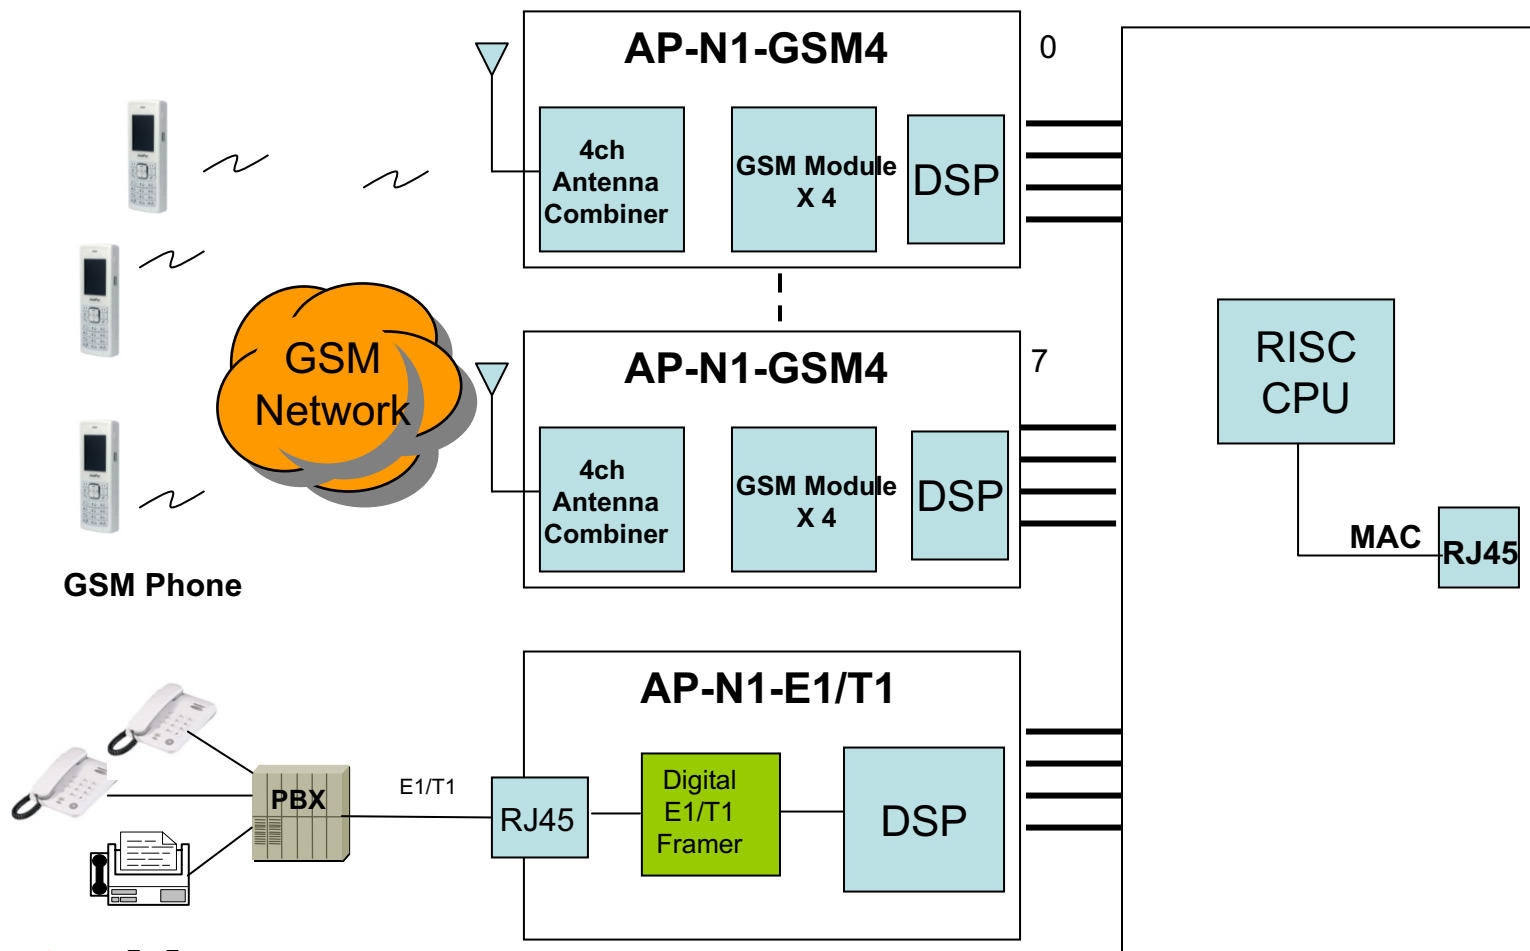 AP-N1-GSM4
0
4ch
Antenna
Combiner
GSM Module
X 4
DSP
GSM
Network
AP-N1-GSM4
7
4ch
Antenna
Combiner
GSM Module
X 4
DSP
RISC
CPU
MAC
RJ45
GSM Phone
AP-N1-E1/T1
PBX
E1/T1
RJ45
Digital
E1/T1
Framer
DSP